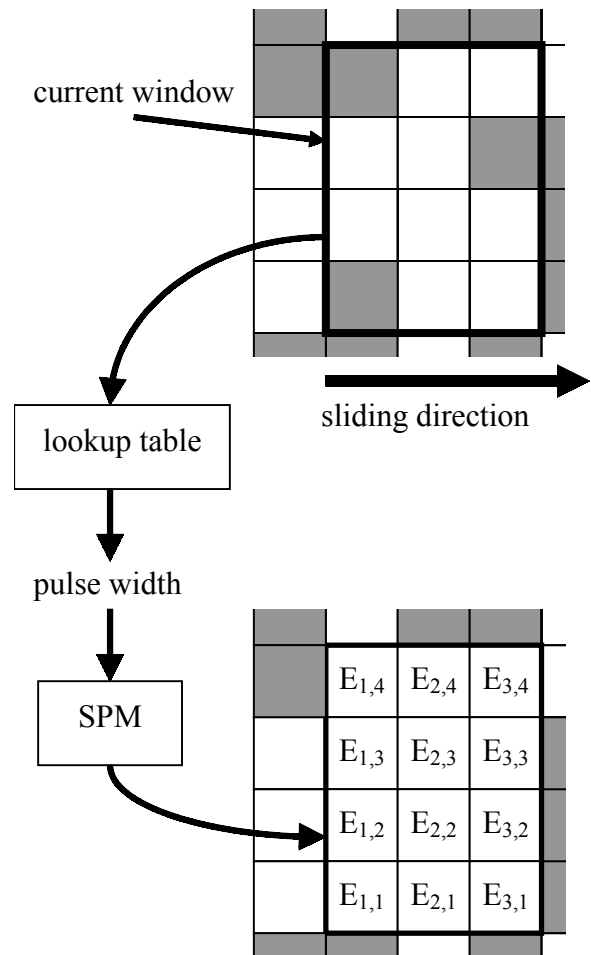 current window
sliding direction
lookup table
pulse width
SPM
E1,4 E2,4 E3,4
E1,3 E2,3 E3,3
E1,2 E2,2 E3,2
E1,1 E2,1 E3,1